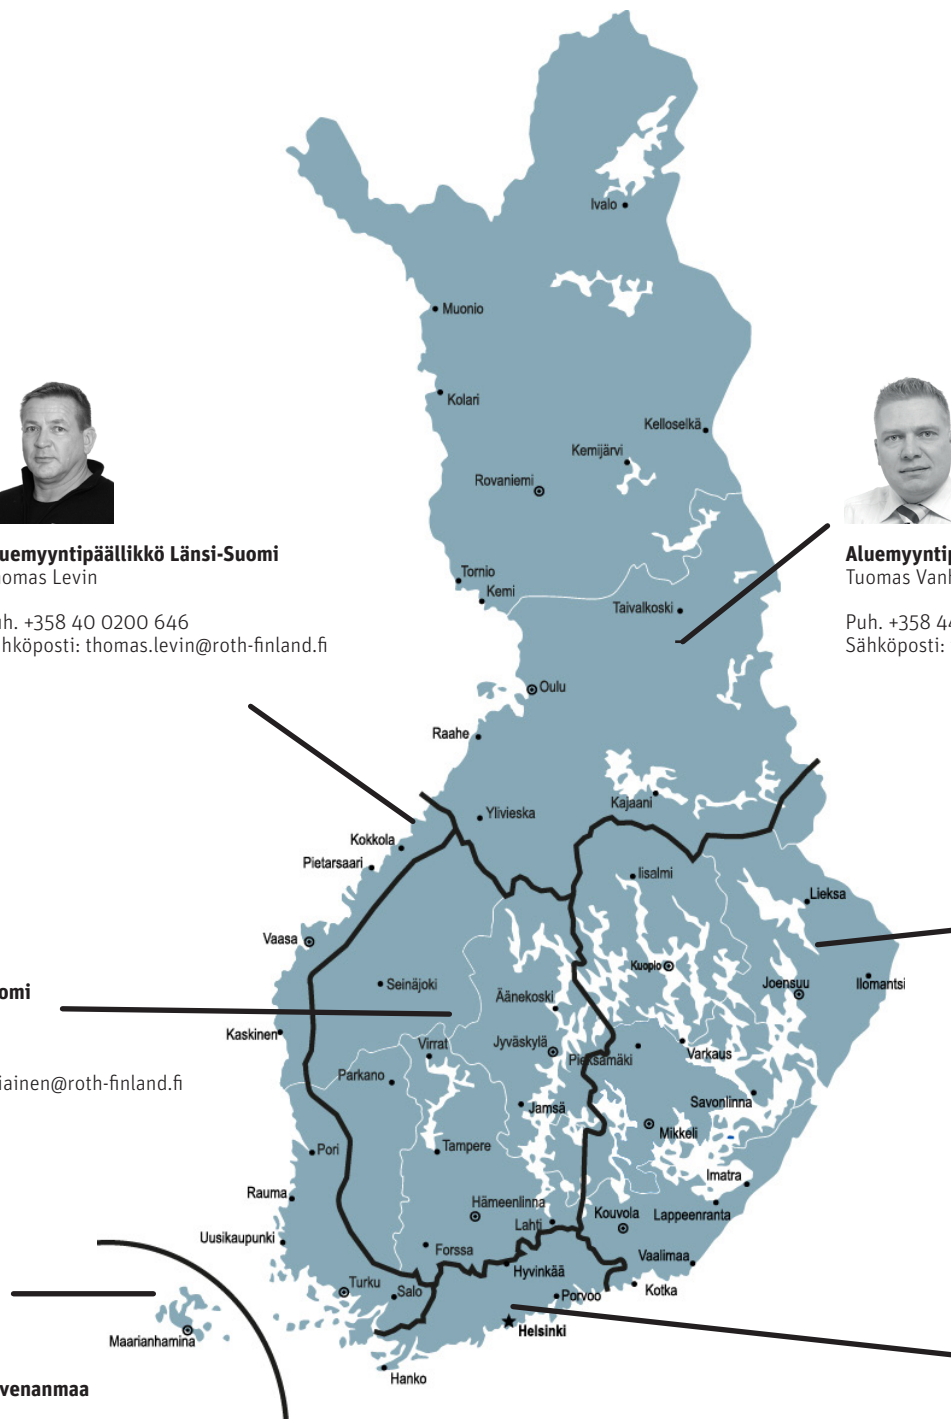 Ivalo
Muonio
Kolari
Kelloselkä
Kemijärvi
Rovaniemi
luemyyntipäällikkö Länsi-Suomi
omas Levin
uh. +358 40 0200 646
hköposti: thomas.levin@roth-finland.fi
Aluemyyntip
Tuomas Vanh
Puh. +358 44
Sähköposti:
Tornio
Kemi
Taivalkoski
Oulu
Raahe
Kajaani
Ylivieska
Kokkola
Pietarsaari
Iisalmi
Lieksa
Vaasa
Kuopio
Seinäjoki
Äänekoski
Joensuu
Ilomantsi
omi
Kaskinen
Virrat
Jyväskylä
Pieksämäki
Varkaus
Parkano
iainen@roth-finland.fi
Jämsä
Savonlinna
Mikkeli
Pori
Tampere
Imatra
Rauma
Hämeenlinna
Lahti
Kouvola
Lappeenranta
Uusikaupunki
Forssa
Vaalimaa
Hyvinkää
Turku
Salo
Porvoo
Kotka
Helsinki
Maarianhamina
Hanko
venanmaa